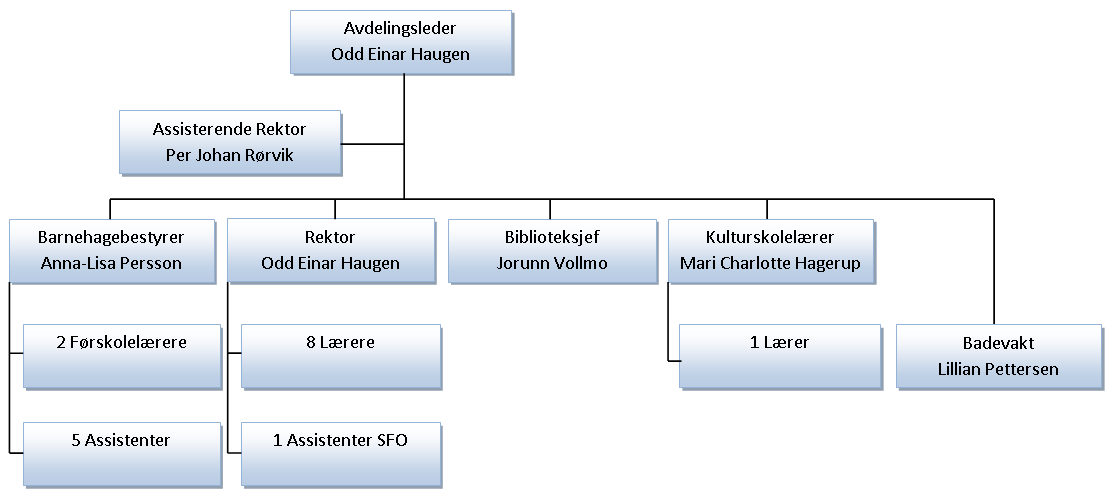 Avdelingsleder
Odd Einar Haugen
Assisterende Rektor
Per Johan Rørvik
Barnehagebestyrer
Anna-Lisa Persson
Rektor
Odd Einar Haugen
Biblioteksjef
Jorunn Vollmo
Kulturskolelærer
Mari Charlotte Hagerup
2 Førskolelærere
8 Lærere
1 Lærer
Badevakt
Lillian Pettersen
5 Assistenter
1 Assistenter SFO